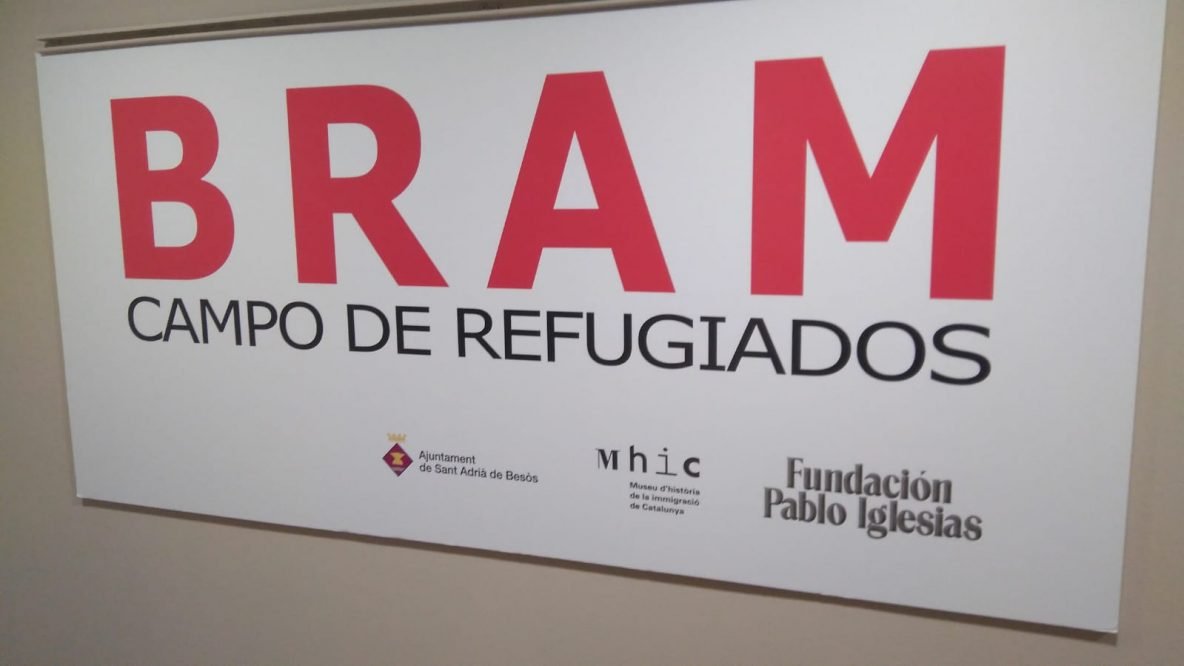 BRAM
CAMPO DE REFUGIADOS
Ajuntament
de Sant Adrià de Besòs
Mhic
Museu d'història
de la immigració
de Catalunya
Fundación
Pablo Iglesias